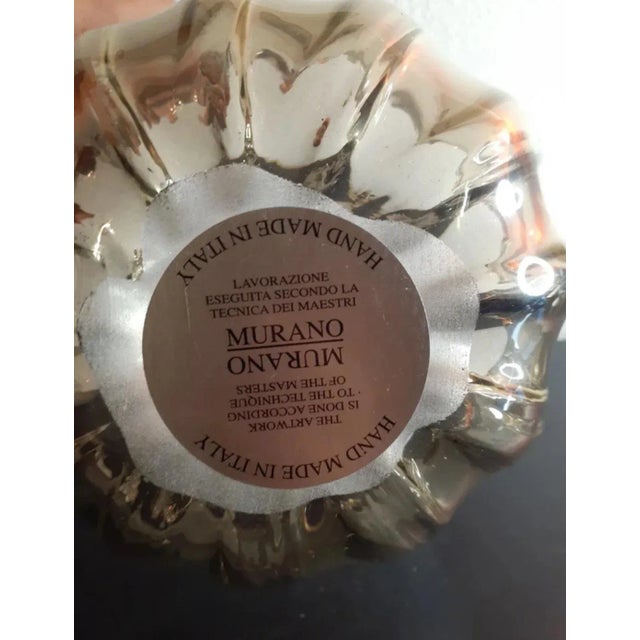 HAND MADE IN ITALY
LAVORAZIONE
ESEGUITA SECONDO LA
TECNICA DEI MAESTRI
MURANO
MURANO
THE ARTWORK
IS DONE ACCORDING
TO THE TECHNIQUE
OF THE MASTERS
HAND MADE IN ITALY